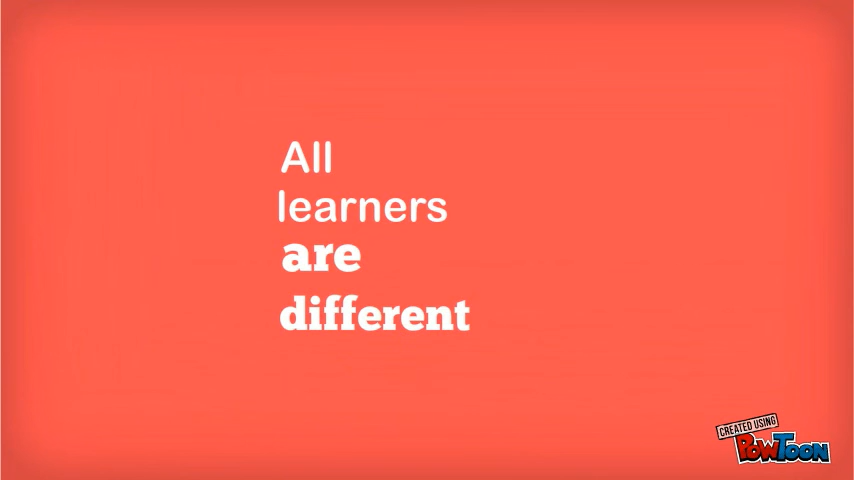 All
learners
are
different
CREATED USING
POWTOON